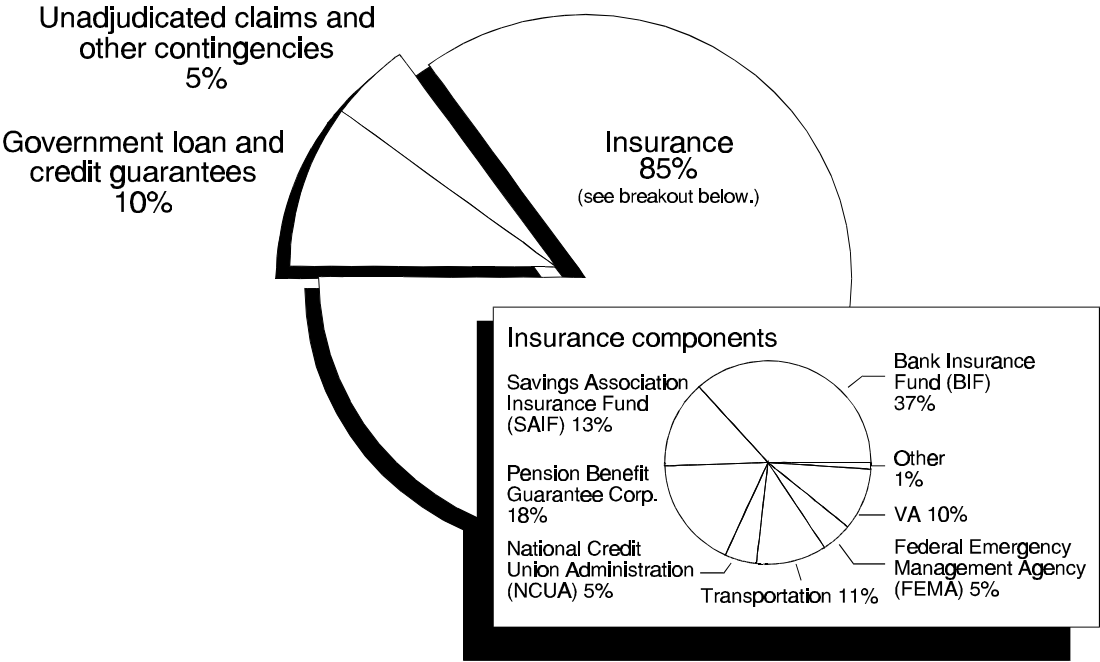 Unadjudicated claims and
other contingencies
5%
Government loan and
credit guarantees
10%
Insurance
85%
(see breakout below.)
Insurance components
Savings Association
Insurance Fund
(SAIF) 13%
Pension Benefit
Guarantee Corp.
18%
National Credit
Union Administration
(NCUA) 5%
Transportation 11%
Bank Insurance
Fund (BIF)
37%
Other
1%
VA 10%
Federal Emergency
Management Agency
(FEMA) 5%